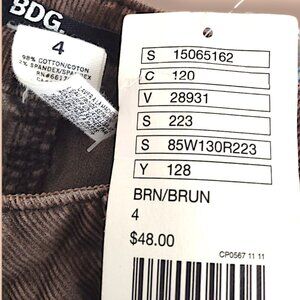 BDG.
4
98% COTTON/COTON
2% SPANDEX/SPANDEX
S 15065162
C 120
V 28931
S 223
S 85W130R223
Y 128
BRN/BRUN
4
$48.00
CP0567 11 11